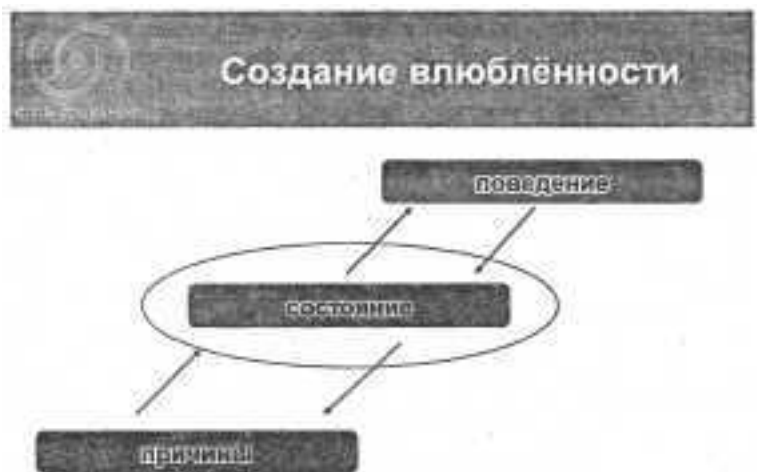 Создание влюблённости
поведение
состояние
причины